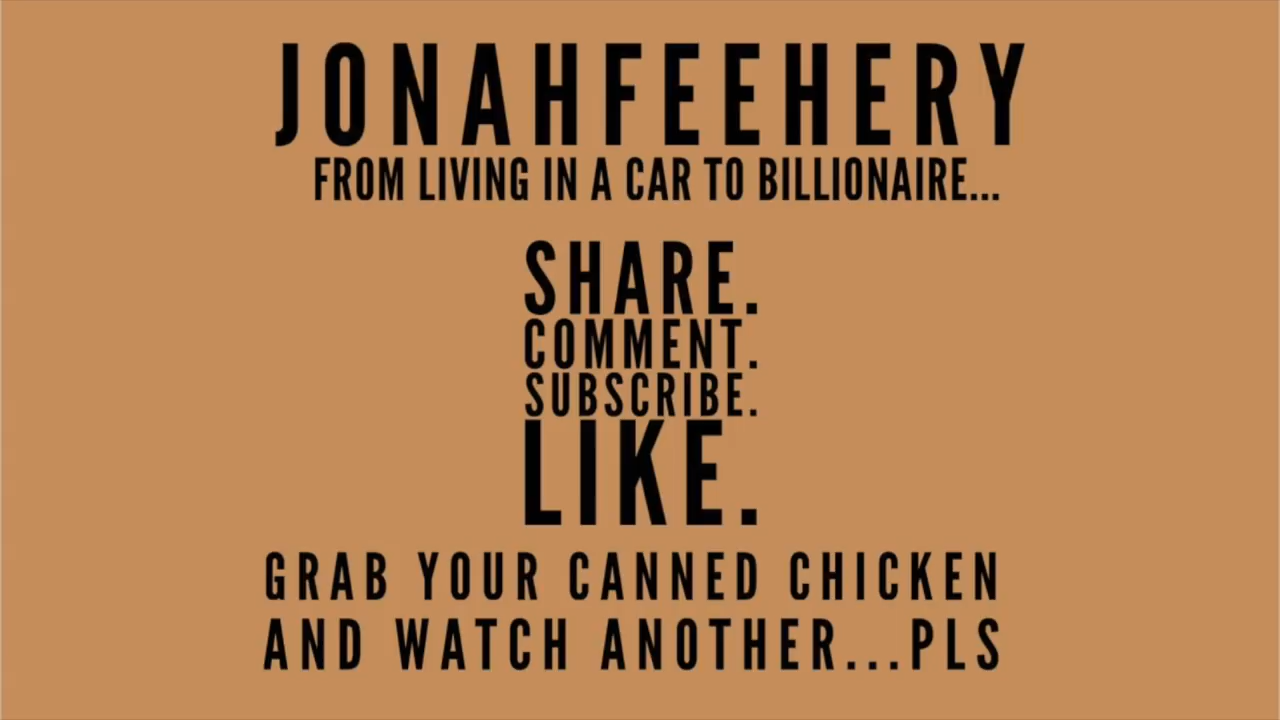 JONAHFEEHERY
FROM LIVING IN A CAR TO BILLIONAIRE...
SHARE.
COMMENT.
SUBSCRIBE.
LIKE.
GRAB YOUR CANNED CHICKEN
AND WATCH ANOTHER...PLS